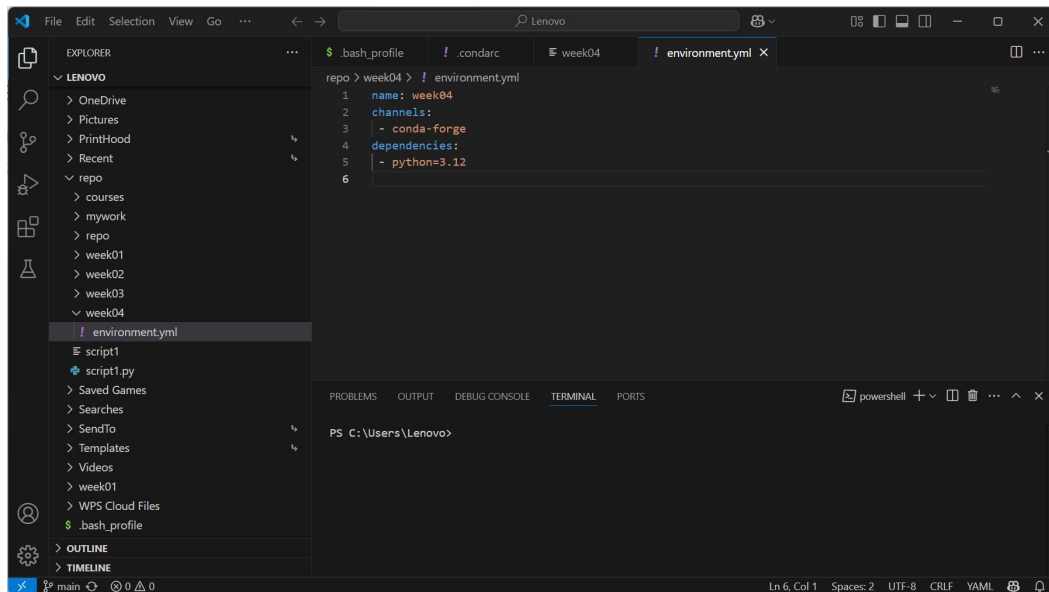 File Edit Selection View Go ···
Lenovo
EXPLORER
LENOVO
OneDrive
Pictures
PrintHood
Recent
repo
courses
mywork
repo
week01
week02
week03
week04
! environment.yml
script1
script1.py
Saved Games
Searches
SendTo
Templates
Videos
week01
WPS Cloud Files
$ .bash_profile
OUTLINE
TIMELINE
$ .bash_profile ! .condarc week04 ! environment.yml
repo > week04 > ! environment.yml
1 name: week04
2 channels:
3 - conda-forge
4 dependencies:
5 - python=3.12
6
PROBLEMS OUTPUT DEBUG CONSOLE TERMINAL PORTS
powershell
PS C:\Users\Lenovo>
main 0 0 Ln 6, Col 1 Spaces: 2 UTF-8 CRLF YAML